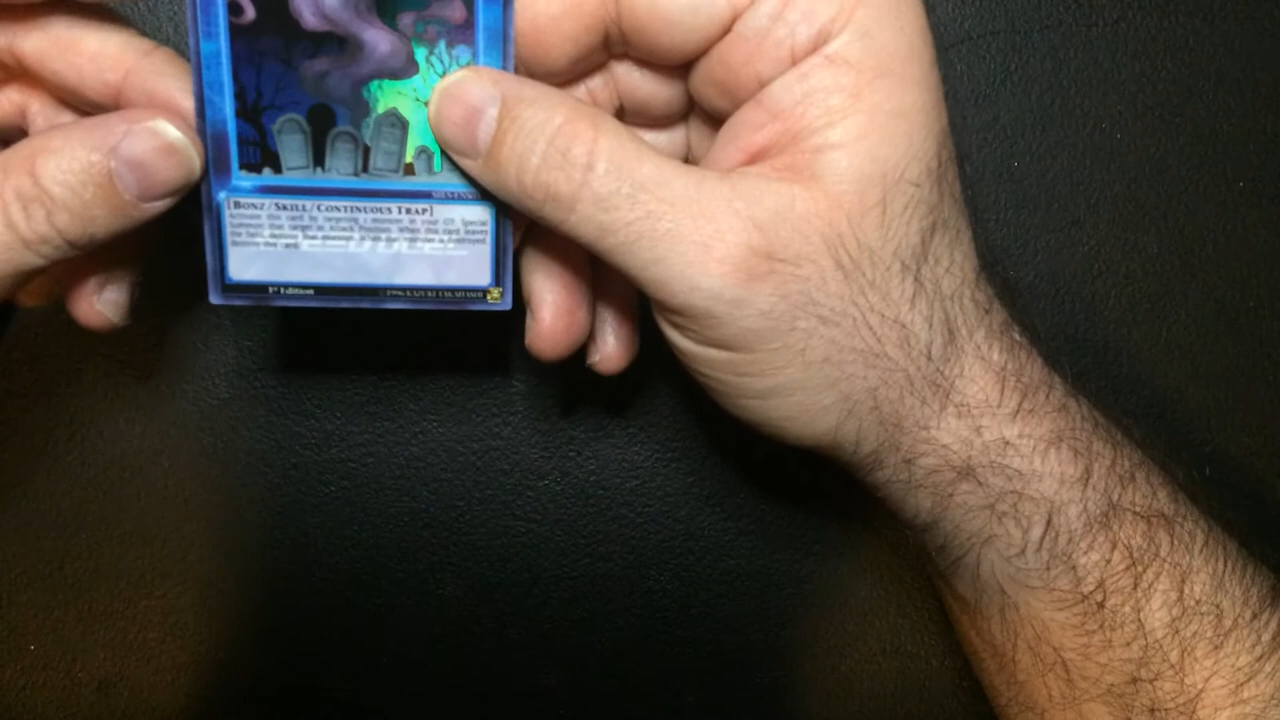 [BONZ/SKILL/CONTINUOUS TRAP]
Activate this card by targeting 1 monster in your GY; Special
Summon that target in Attack Position. When this card leaves
the field, destroy that monster. When that monster is destroyed,
destroy this card.
1st Edition
©1996 KAZUKI TAKAHASHI